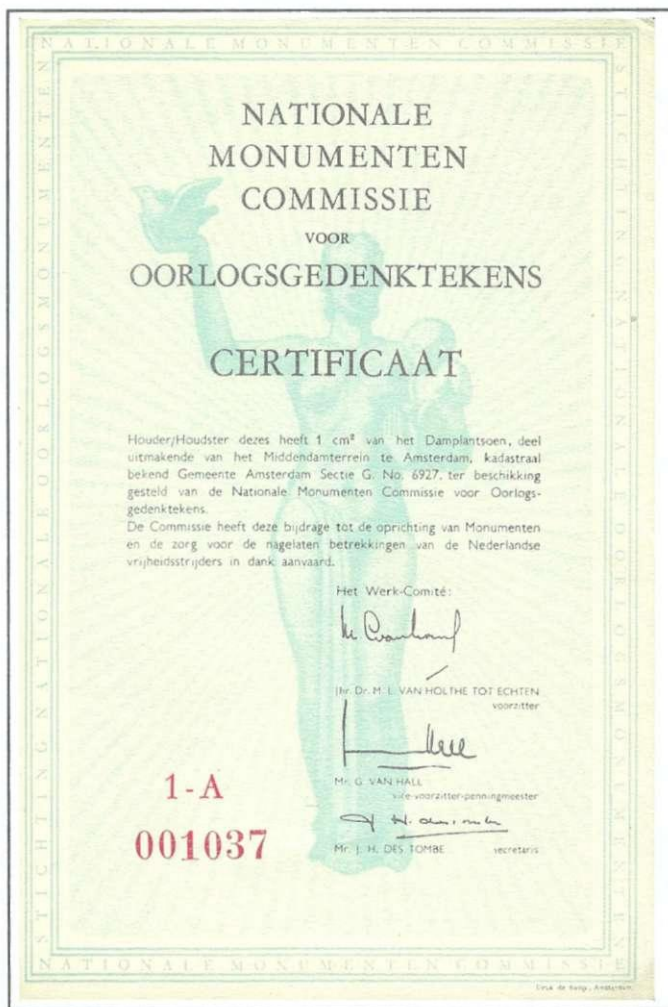 NATIONALE MONUMENTEN COMMISSIE
NATIONALE
MONUMENTEN
COMMISSIE
VOOR
OORLOGSGEDENKTEKENS
CERTIFICAAT
Houder/Houdster dezes heeft 1 cm² van het Damplantsoen, deel
uitmakende van het Middendamterrein te Amsterdam, kadastraal
bekend Gemeente Amsterdam Sectie G. No. 6927, ter beschikking
gesteld van de Nationale Monumenten Commissie voor Oorlogs-
gedenktekens.
De Commissie heeft deze bijdrage tot de oprichting van Monumenten
en de zorg voor de nagelaten betrekkingen van de Nederlandse
vrijheidsstrijders in dank aanvaard.
Het Werk-Comité:
Jhr. Dr. M. L. VAN HOLTHE TOT ECHTEN
voorzitter
Mr. G. VAN HALL
vice-voorzitter-penningmeester
Mr. J. H. DES TOMBE secretaris
1-A
001037
STICHTING NATIONALE OORLOGSMONUMENTEN
STICHTING NATIONALE OORLOGSMONUMENTEN
NATIONALE MONUMENTEN COMMISSIE
Amsterdam